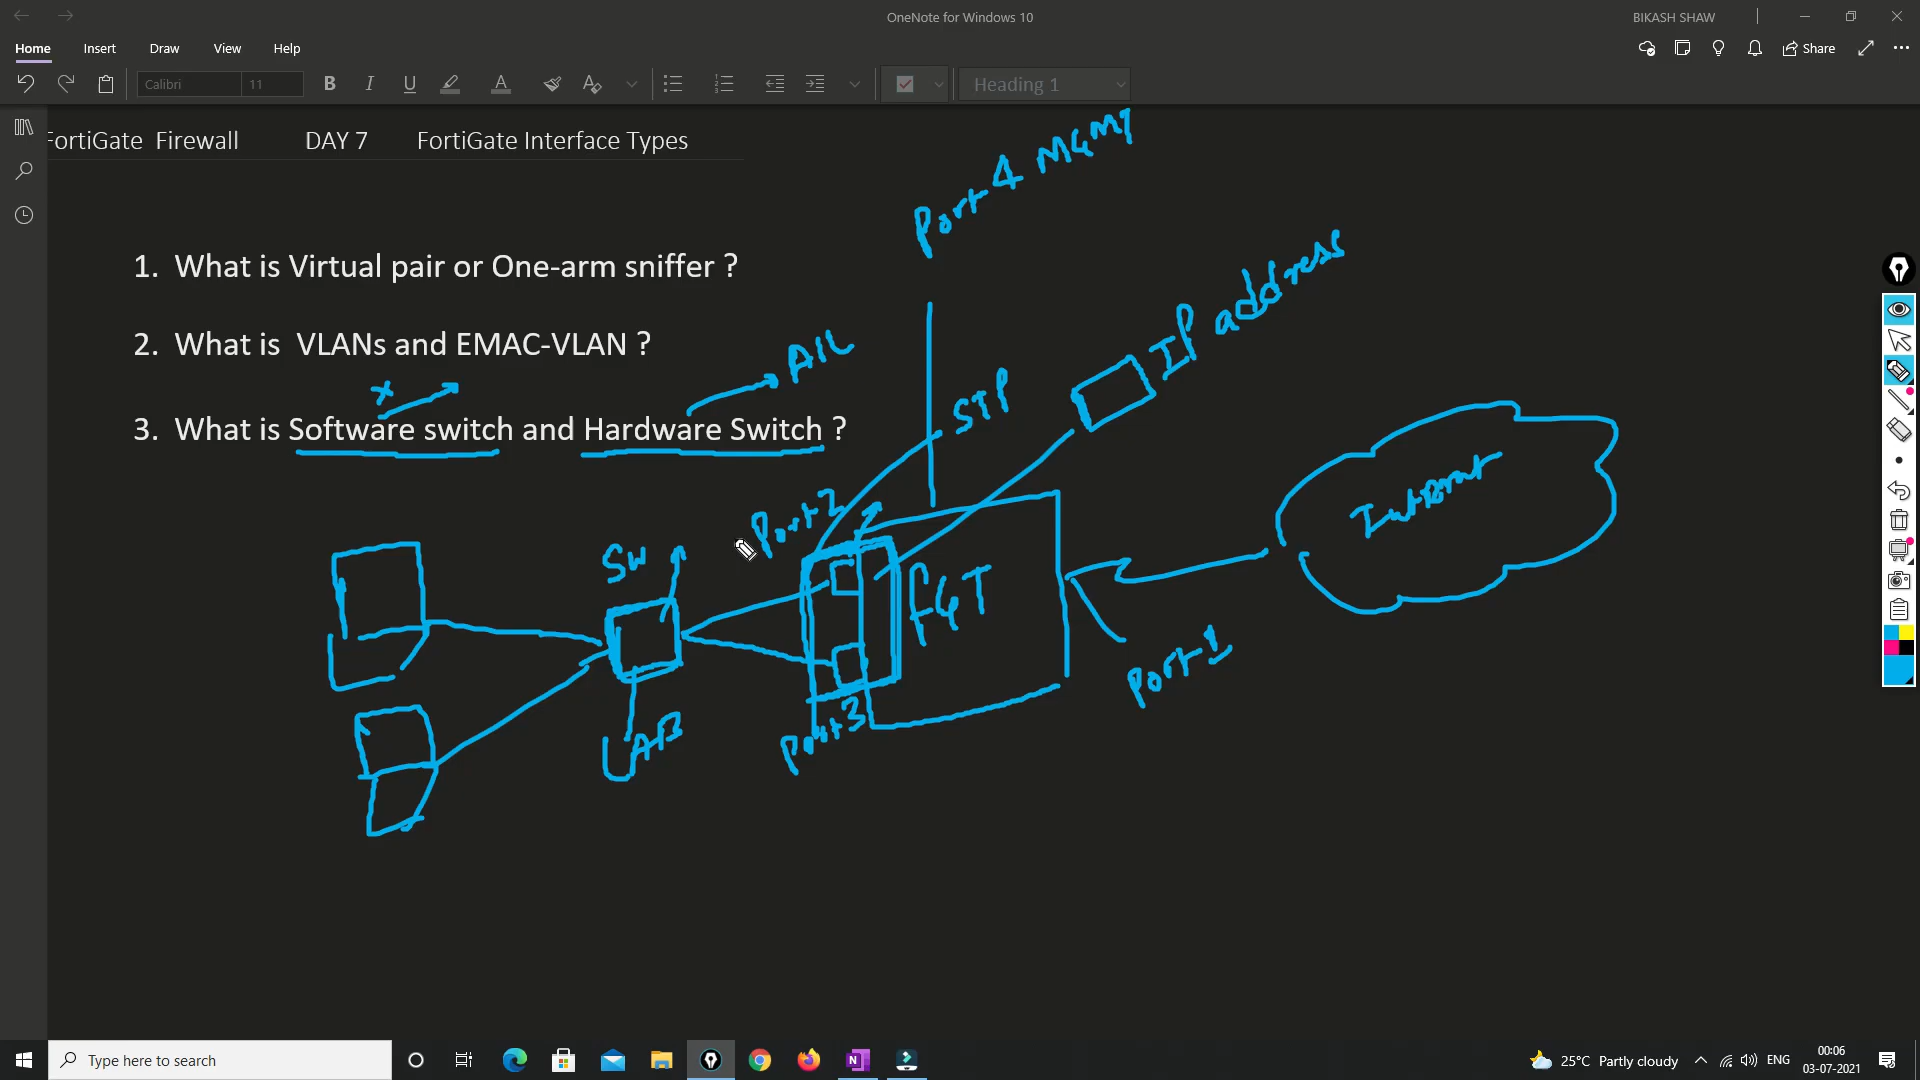 OneNote for Windows 10
BIKASH SHAW
Home Insert Draw View Help
Share
Calibri 11 B I U A A Heading 1
FortiGate Firewall DAY 7 FortiGate Interface Types
Port 4 MGMT
1. What is Virtual pair or One-arm sniffer ?
IP address
2. What is VLANs and EMAC-VLAN ?
STP
3. What is Software switch and Hardware Switch ?
Port 2
SW
FGT
Port 1
LAB
Port 3
Type here to search
25°C Partly cloudy
ENG
00:06
03-07-2021